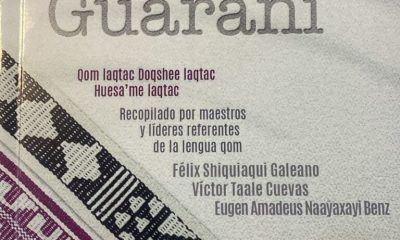 Guaraní
Qom laqtac Doqshee laqtac
Huesa'me laqtac
Recopilado por maestros
y líderes referentes
de la lengua qom
Félix Shiquiaqui Galeano
Víctor Taale Cuevas
Eugen Amadeus Naayaxayi Benz